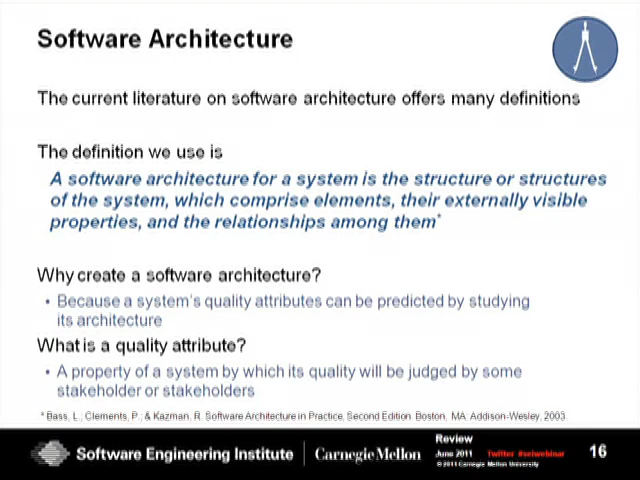 Software Architecture
The current literature on software architecture offers many definitions
The definition we use is
A software architecture for a system is the structure or structures
of the system, which comprise elements, their externally visible
properties, and the relationships among them*
Why create a software architecture?
• Because a system's quality attributes can be predicted by studying
its architecture
What is a quality attribute?
• A property of a system by which its quality will be judged by some
stakeholder or stakeholders
* Bass, L.; Clements, P.; & Kazman, R. Software Architecture in Practice, Second Edition. Boston, MA: Addison-Wesley, 2003.
Software Engineering Institute
Carnegie Mellon
Review
June 2011 Twitter #seiwebinar
© 2011 Carnegie Mellon University
16